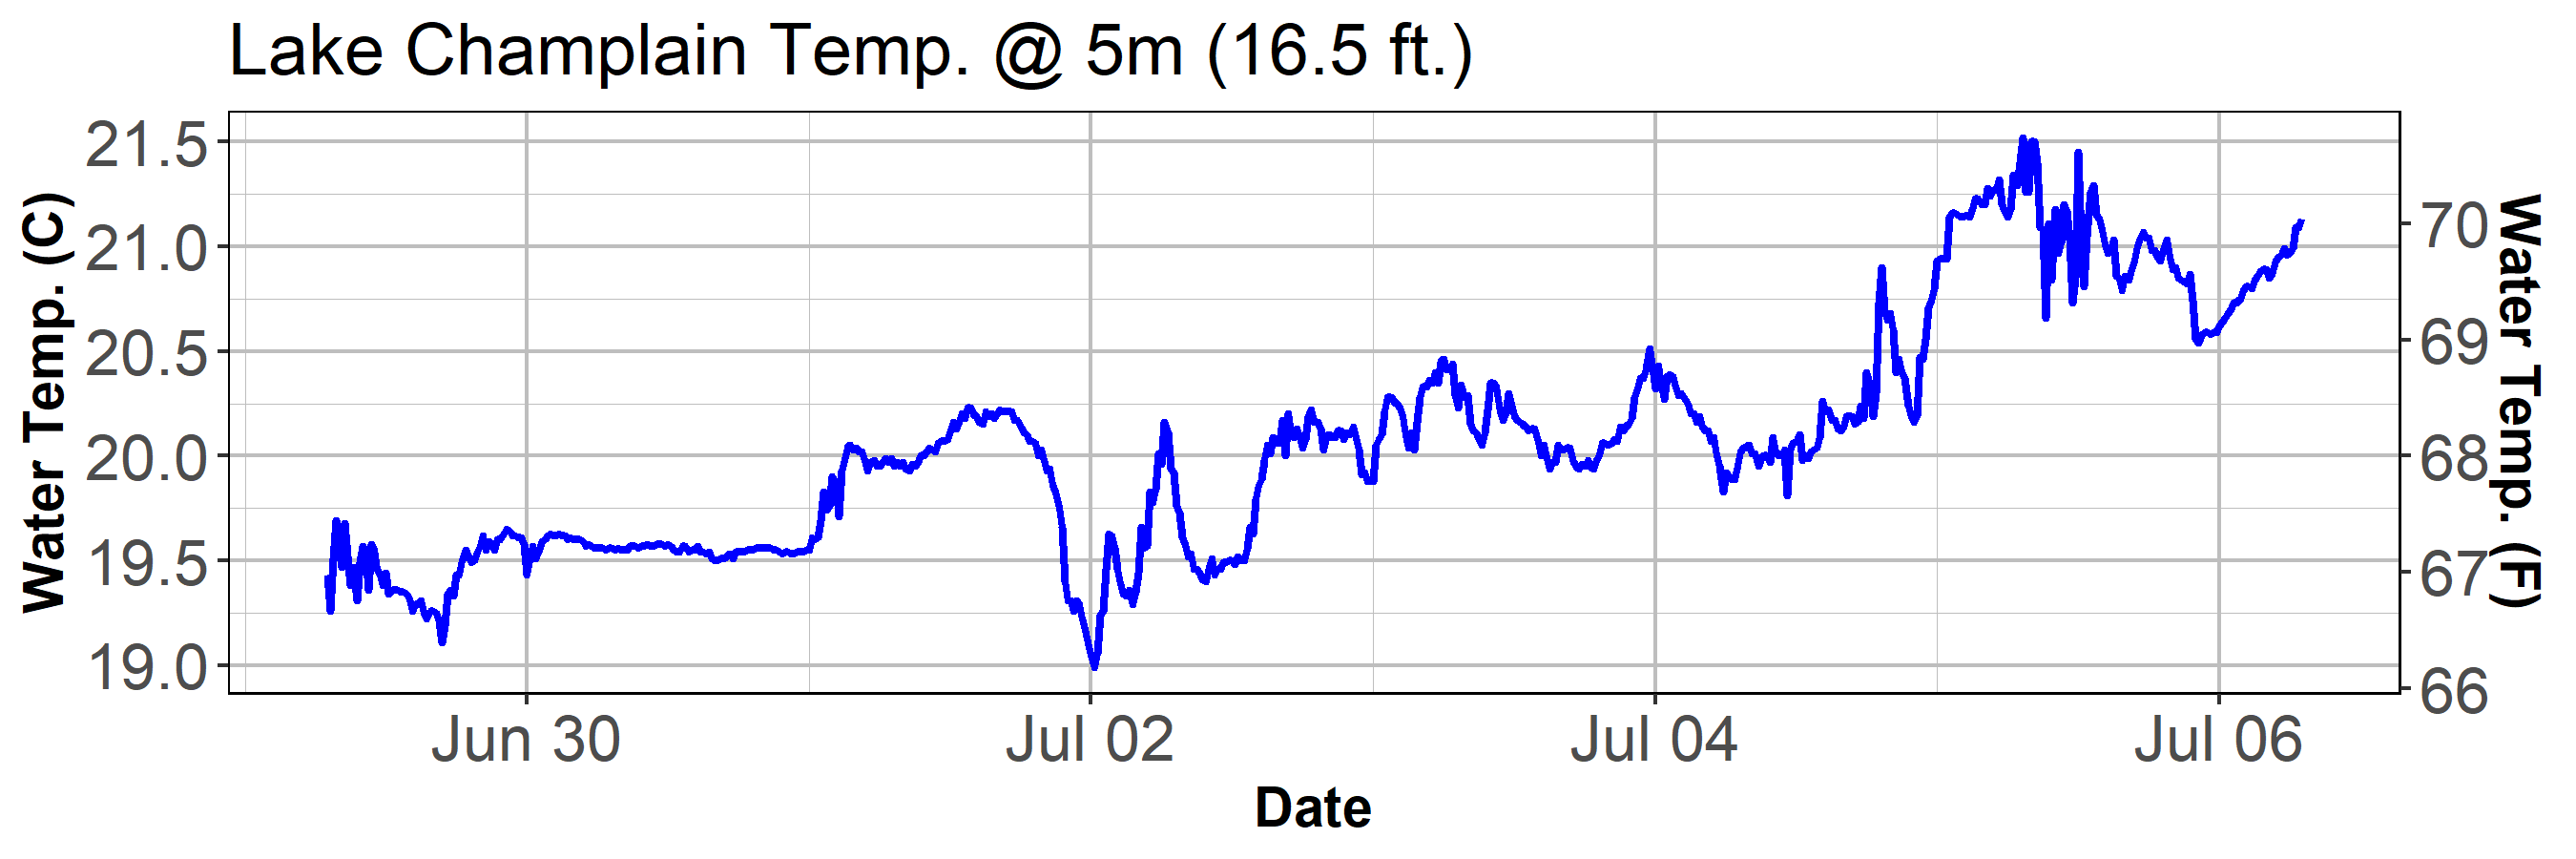 Lake Champlain Temp. @ 5m (16.5 ft.)
Water Temp. (C)
21.5
21.0
20.5
20.0
19.5
19.0
70
69
68
67
66
Water Temp. (F)
Jun 30
Jul 02
Jul 04
Jul 06
Date